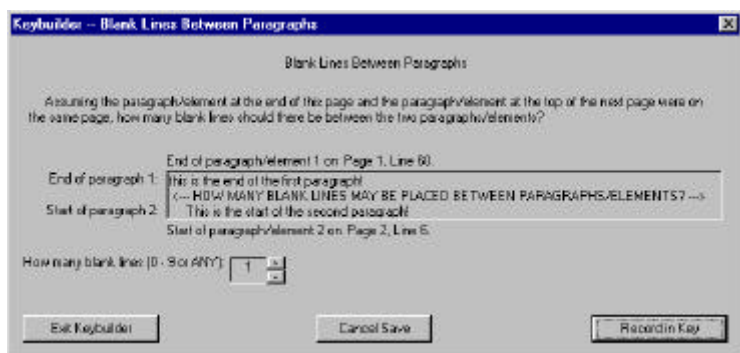 Keybuilder -- Blank Lines Between Paragraphs
Blank Lines Between Paragraphs
Assuming the paragraph/element at the end of this page and the paragraph/element at the top of the next page were on
the same page, how many blank lines should there be between the two paragraphs/elements?
End of paragraph/element 1 on: Page 1, Line 60.
End of paragraph 1: this is the end of the first paragraph!
<--- HOW MANY BLANK LINES MAY BE PLACED BETWEEN PARAGRAPHS/ELEMENTS? --->
Start of paragraph 2: This is the start of the second paragraph!
Start of paragraph/element 2 on: Page 2, Line 6.
How many blank lines (0 - 9 or ANY): 1
Exit Keybuilder Cancel Save Record in Key